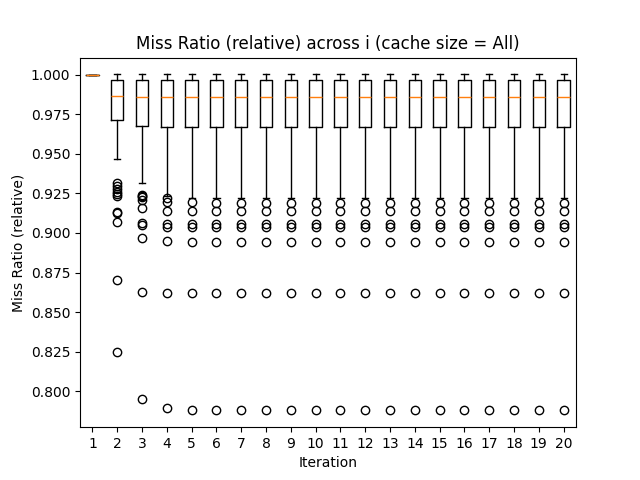 Miss Ratio (relative) across i (cache size = All)
Miss Ratio (relative)
1.000
0.975
0.950
0.925
0.900
0.875
0.850
0.825
0.800
1 2 3 4 5 6 7 8 9 10 11 12 13 14 15 16 17 18 19 20
Iteration